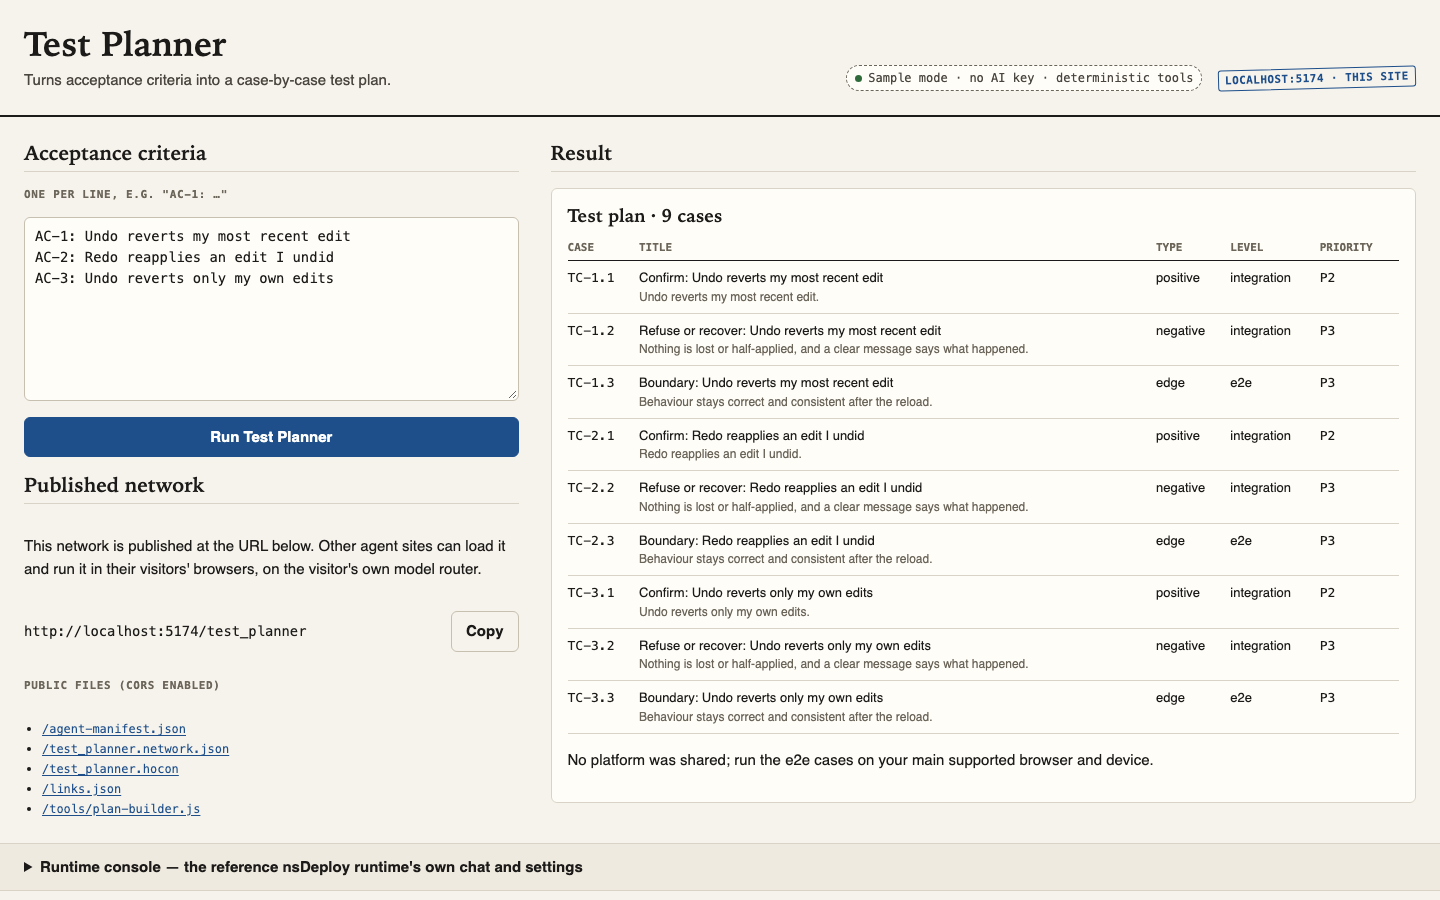 Test Planner
Turns acceptance criteria into a case-by-case test plan.
Sample mode · no AI key · deterministic tools
LOCALHOST:5174 · THIS SITE
Acceptance criteria
ONE PER LINE, E.G. "AC-1: …"
AC-1: Undo reverts my most recent edit
AC-2: Redo reapplies an edit I undid
AC-3: Undo reverts only my own edits
Run Test Planner
Published network
This network is published at the URL below. Other agent sites can load it
and run it in their visitors' browsers, on the visitor's own model router.
http://localhost:5174/test_planner
Copy
PUBLIC FILES (CORS ENABLED)
• /agent-manifest.json
• /test_planner.network.json
• /test_planner.hocon
• /links.json
• /tools/plan-builder.js
Result
Test plan · 9 cases
CASE TITLE TYPE LEVEL PRIORITY
TC-1.1 Confirm: Undo reverts my most recent edit positive integration P2
Undo reverts my most recent edit.
TC-1.2 Refuse or recover: Undo reverts my most recent edit negative integration P3
Nothing is lost or half-applied, and a clear message says what happened.
TC-1.3 Boundary: Undo reverts my most recent edit edge e2e P3
Behaviour stays correct and consistent after the reload.
TC-2.1 Confirm: Redo reapplies an edit I undid positive integration P2
Redo reapplies an edit I undid.
TC-2.2 Refuse or recover: Redo reapplies an edit I undid negative integration P3
Nothing is lost or half-applied, and a clear message says what happened.
TC-2.3 Boundary: Redo reapplies an edit I undid edge e2e P3
Behaviour stays correct and consistent after the reload.
TC-3.1 Confirm: Undo reverts only my own edits positive integration P2
Undo reverts only my own edits.
TC-3.2 Refuse or recover: Undo reverts only my own edits negative integration P3
Nothing is lost or half-applied, and a clear message says what happened.
TC-3.3 Boundary: Undo reverts only my own edits edge e2e P3
Behaviour stays correct and consistent after the reload.
No platform was shared; run the e2e cases on your main supported browser and device.
Runtime console — the reference nsDeploy runtime's own chat and settings